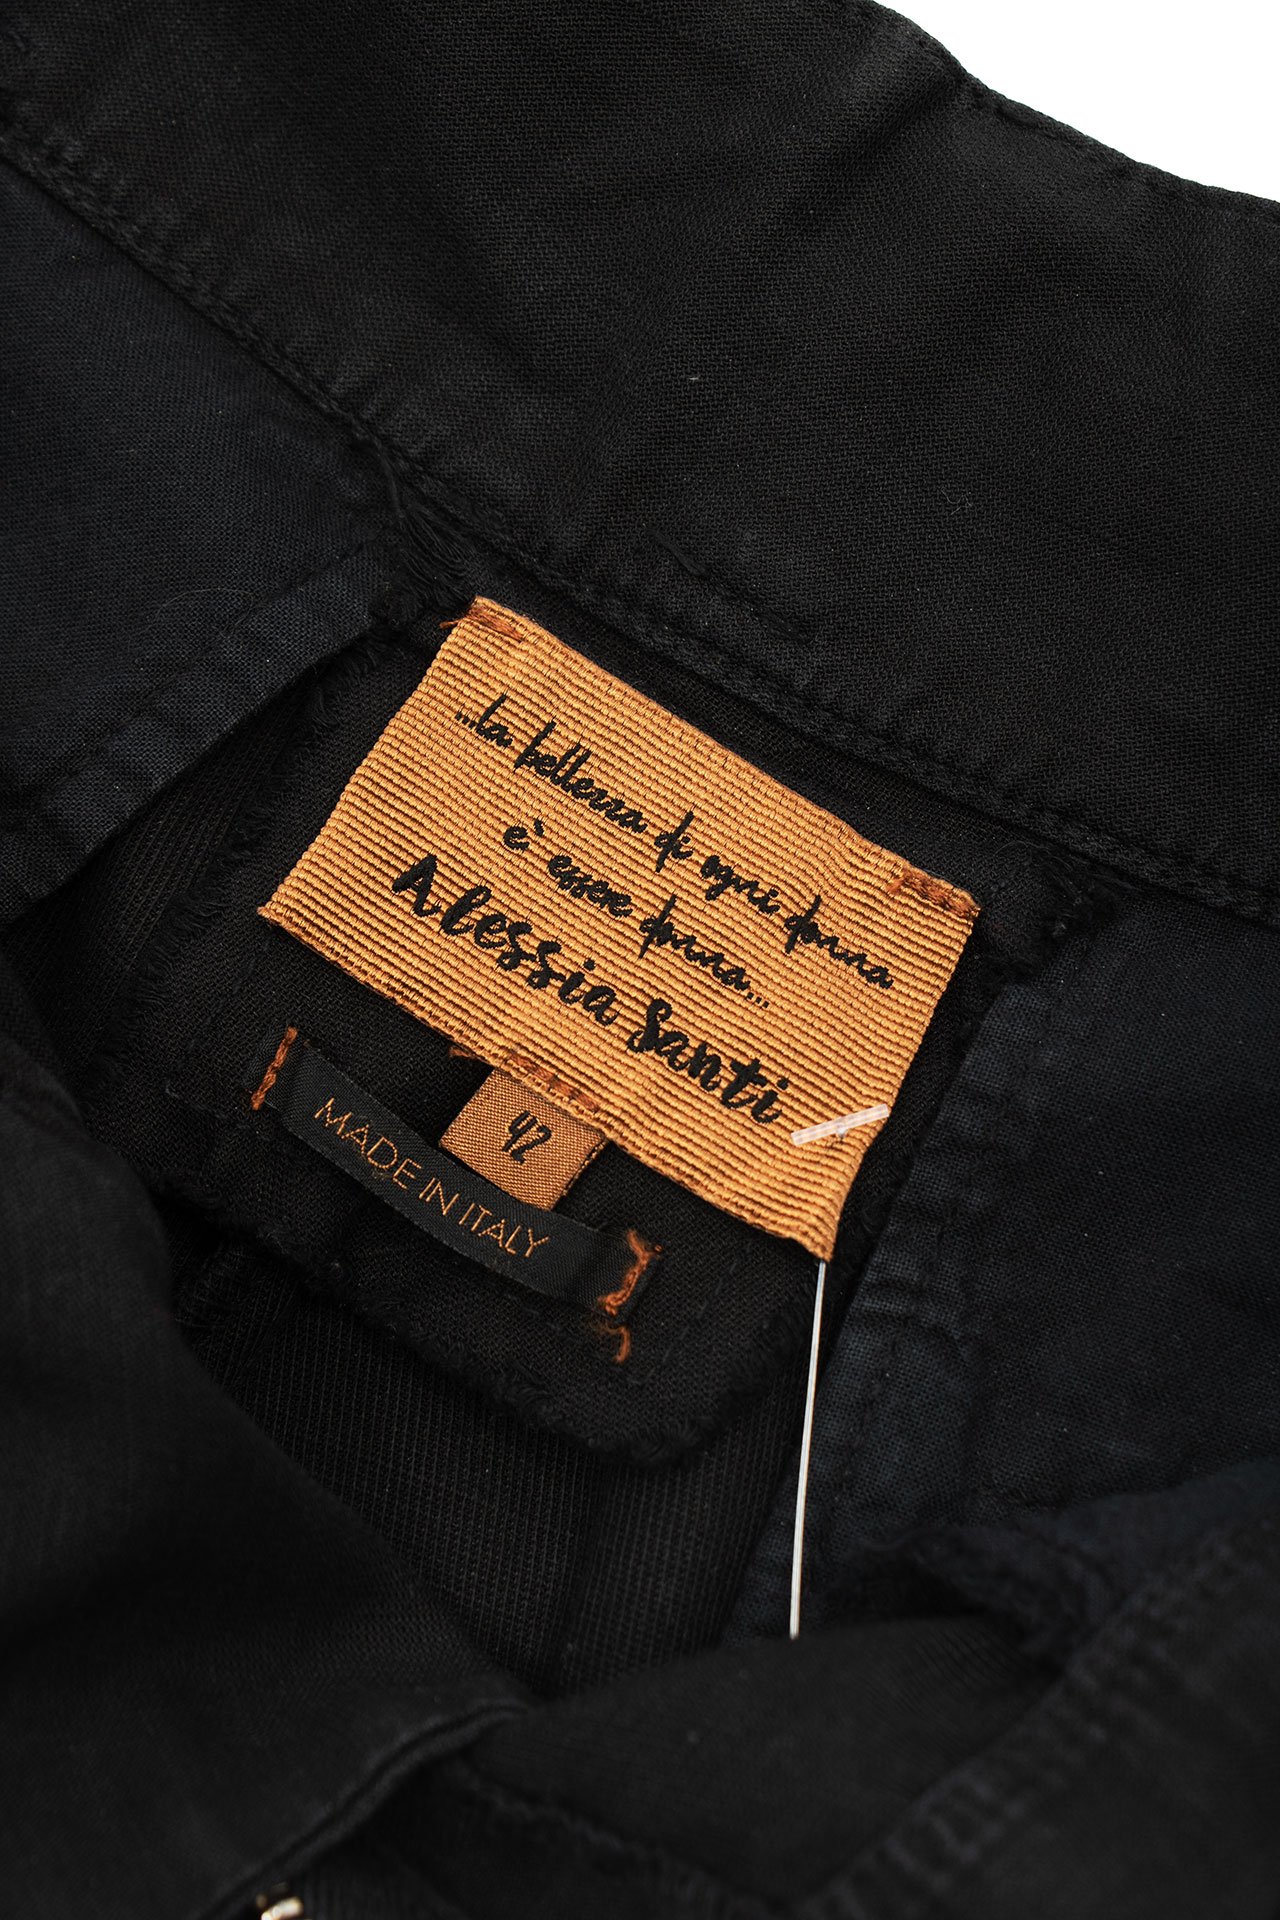 ...la bellezza di ogni donna
e` essere donna...
Alessia Santi
42
MADE IN ITALY